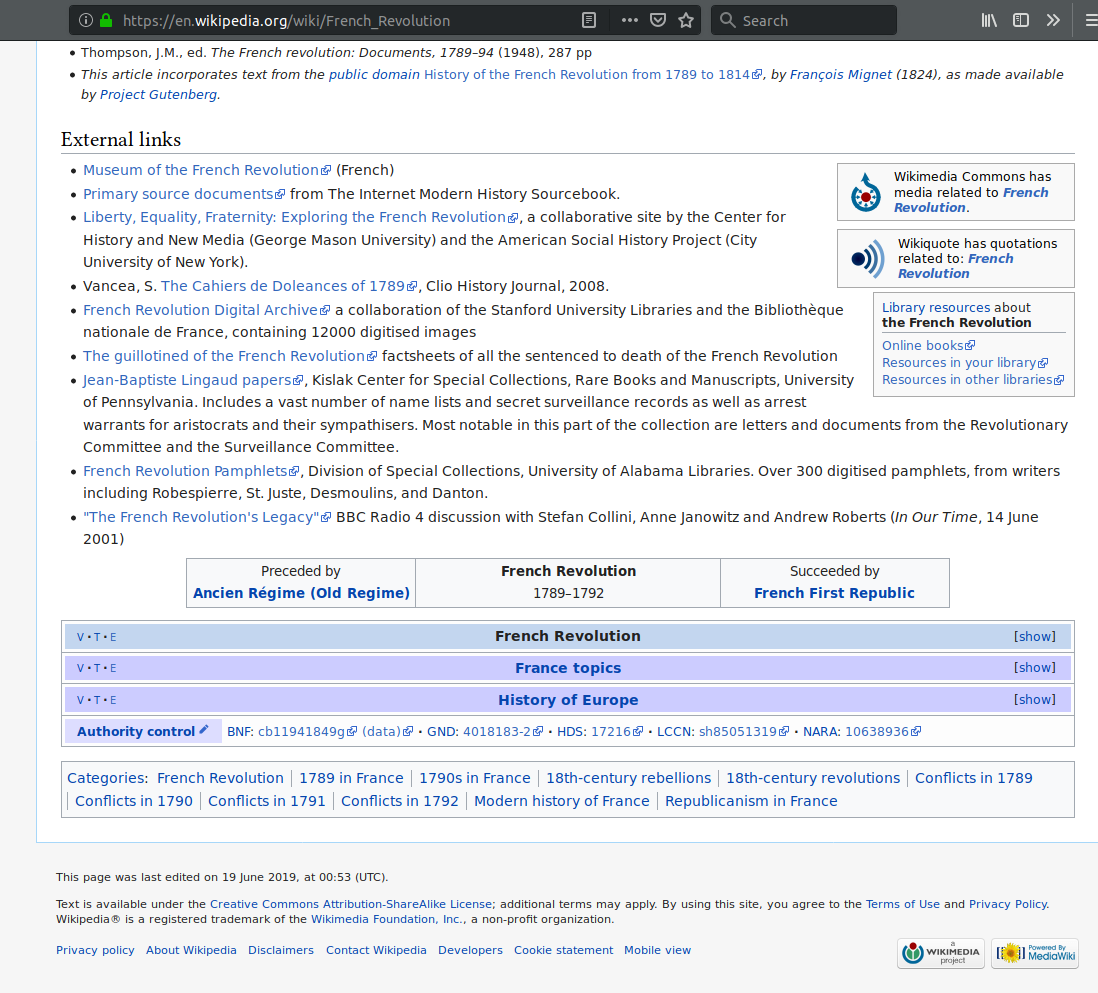 https://en.wikipedia.org/wiki/French_Revolution
Search
• Thompson, J.M., ed. The French revolution: Documents, 1789–94 (1948), 287 pp
• This article incorporates text from the public domain History of the French Revolution from 1789 to 1814, by François Mignet (1824), as made available
by Project Gutenberg.
External links
• Museum of the French Revolution (French)
• Primary source documents from The Internet Modern History Sourcebook.
• Liberty, Equality, Fraternity: Exploring the French Revolution, a collaborative site by the Center for
History and New Media (George Mason University) and the American Social History Project (City
University of New York).
• Vancea, S. The Cahiers de Doleances of 1789, Clio History Journal, 2008.
• French Revolution Digital Archive a collaboration of the Stanford University Libraries and the Bibliothèque
nationale de France, containing 12000 digitised images
• The guillotined of the French Revolution factsheets of all the sentenced to death of the French Revolution
• Jean-Baptiste Lingaud papers, Kislak Center for Special Collections, Rare Books and Manuscripts, University
of Pennsylvania. Includes a vast number of name lists and secret surveillance records as well as arrest
warrants for aristocrats and their sympathisers. Most notable in this part of the collection are letters and documents from the Revolutionary
Committee and the Surveillance Committee.
• French Revolution Pamphlets, Division of Special Collections, University of Alabama Libraries. Over 300 digitised pamphlets, from writers
including Robespierre, St. Juste, Desmoulins, and Danton.
• "The French Revolution's Legacy" BBC Radio 4 discussion with Stefan Collini, Anne Janowitz and Andrew Roberts (In Our Time, 14 June
2001)
Wikimedia Commons has
media related to French
Revolution.
Wikiquote has quotations
related to: French
Revolution
Library resources about
the French Revolution
Online books
Resources in your library
Resources in other libraries
Preceded by
Ancien Régime (Old Regime)
French Revolution
1789–1792
Succeeded by
French First Republic
V • T • E French Revolution [show]
V • T • E France topics [show]
V • T • E History of Europe [show]
Authority control BNF: cb11941849g (data) · GND: 4018183-2 · HDS: 17216 · LCCN: sh85051319 · NARA: 10638936
Categories: French Revolution | 1789 in France | 1790s in France | 18th-century rebellions | 18th-century revolutions | Conflicts in 1789
| Conflicts in 1790 | Conflicts in 1791 | Conflicts in 1792 | Modern history of France | Republicanism in France
This page was last edited on 19 June 2019, at 00:53 (UTC).
Text is available under the Creative Commons Attribution-ShareAlike License; additional terms may apply. By using this site, you agree to the Terms of Use and Privacy Policy.
Wikipedia® is a registered trademark of the Wikimedia Foundation, Inc., a non-profit organization.
Privacy policy About Wikipedia Disclaimers Contact Wikipedia Developers Cookie statement Mobile view
a
WIKIMEDIA
project
Powered By
MediaWiki